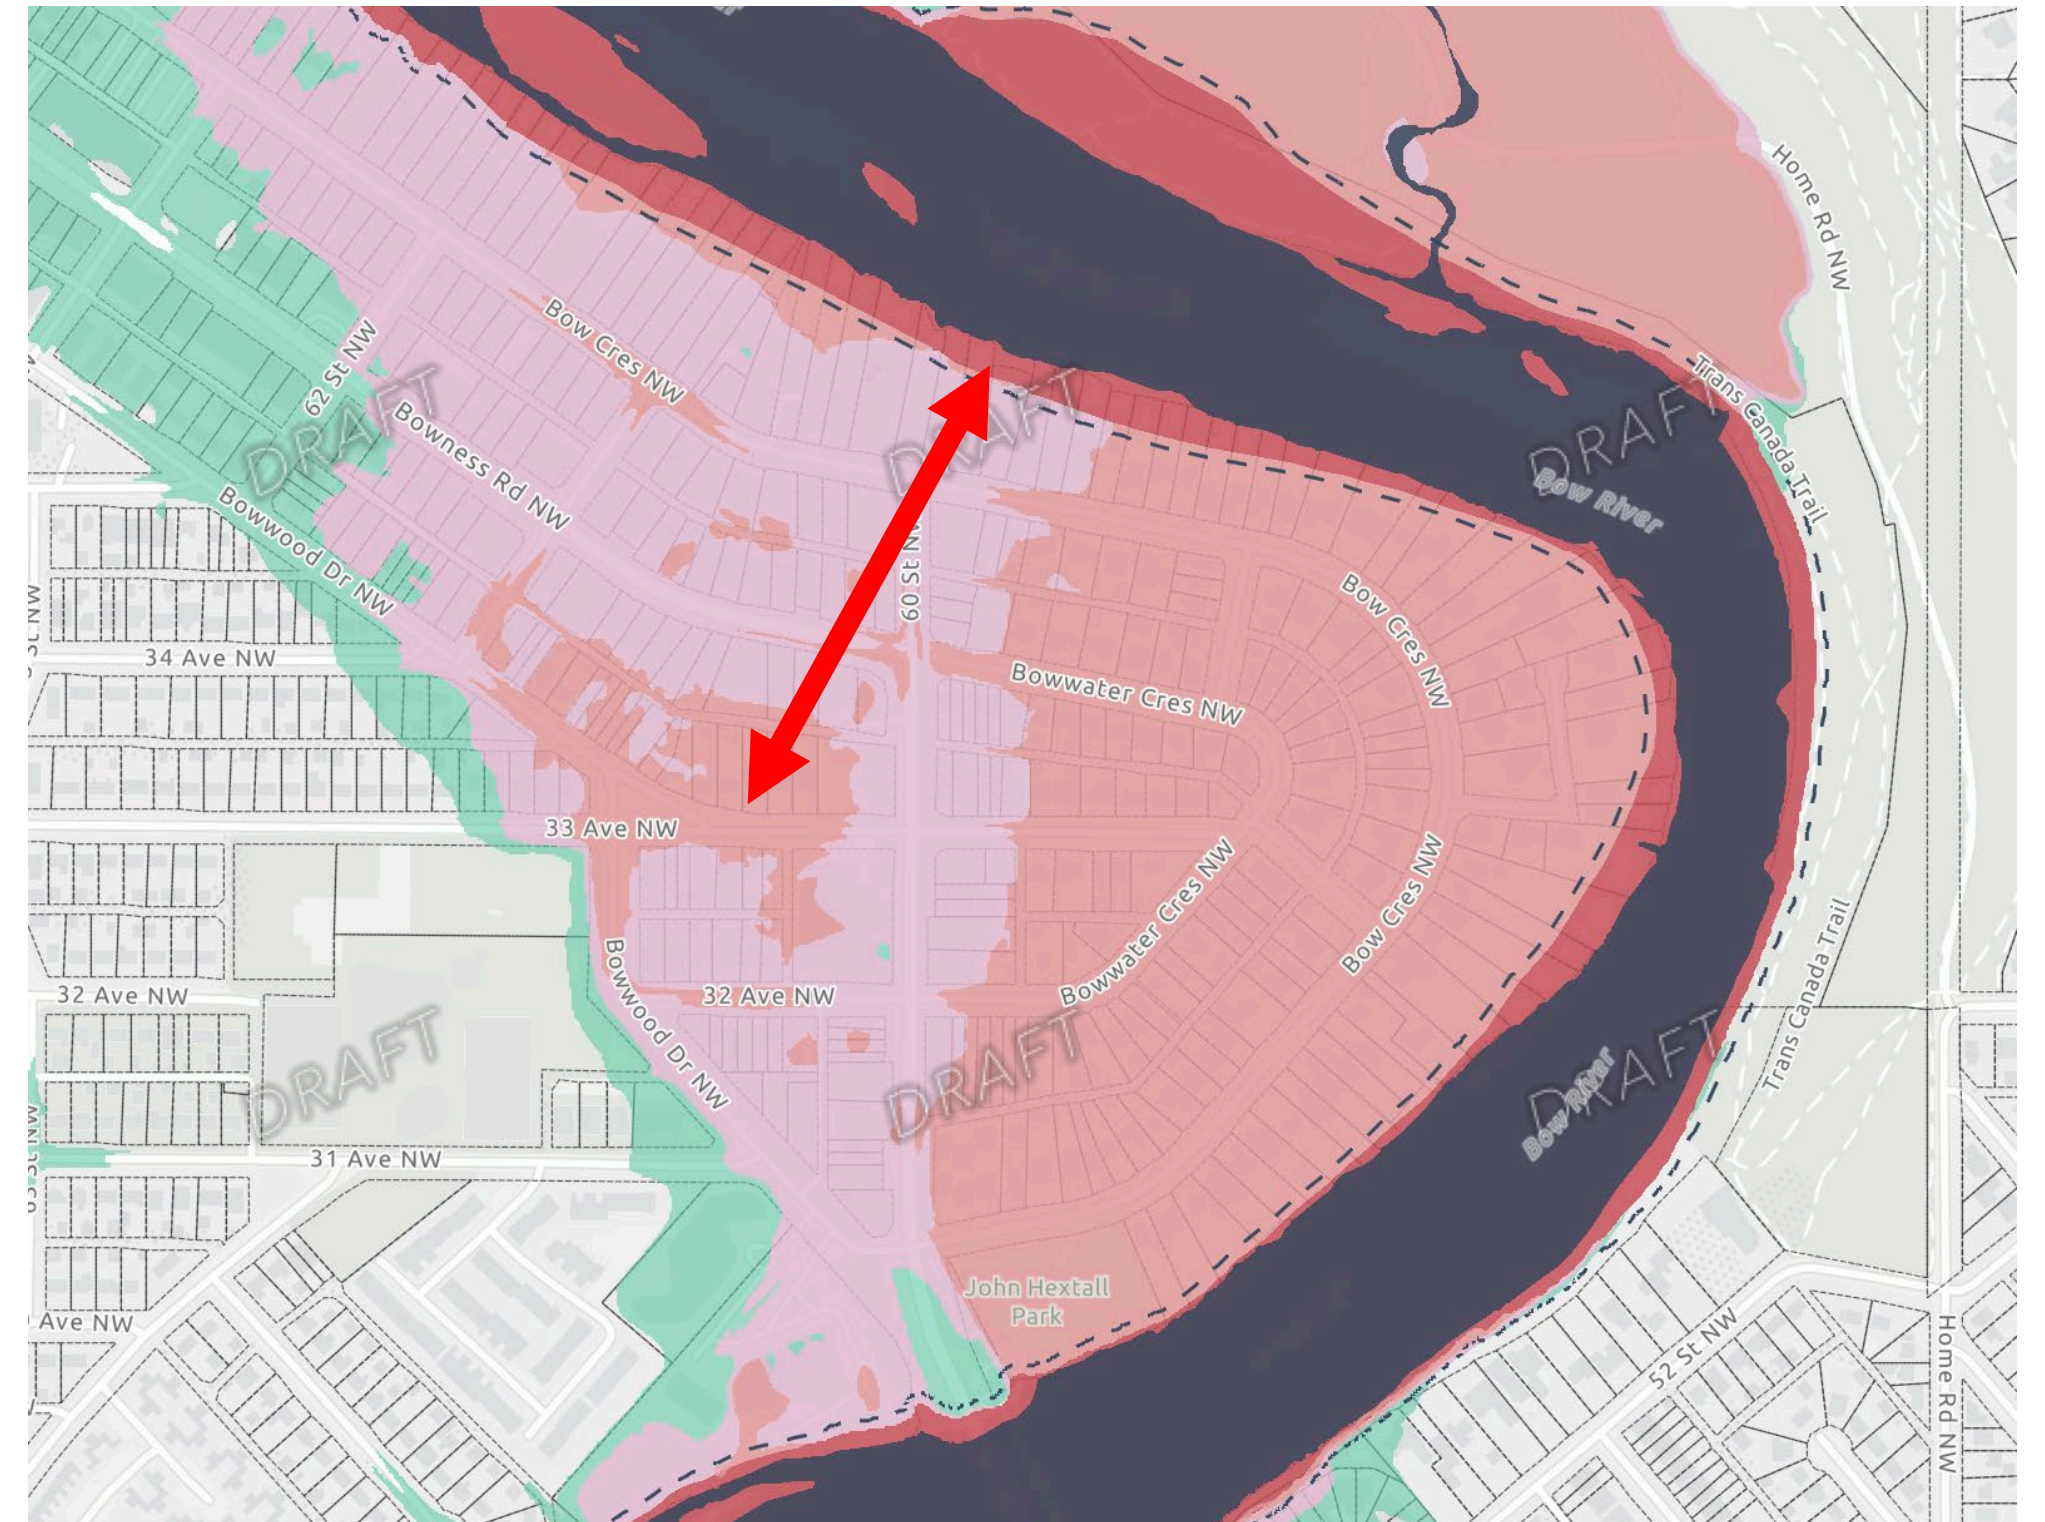 Home Rd NW
Bow Cres NW
62 St NW
DRAFT
DRAFT
DRAFT
Trans Canada Trail
Bow River
Bowness Rd NW
Bowwood Dr NW
60 St NW
Bow Cres NW
34 Ave NW
Bowwater Cres NW
33 Ave NW
Bowwater Cres NW
Bow Cres NW
Bowwood Dr NW
32 Ave NW
32 Ave NW
Trans Canada Trail
DRAFT
DRAFT
DRAFT
Bow River
31 Ave NW
John Hextall
Park
Ave NW
52 St NW
Home Rd NW